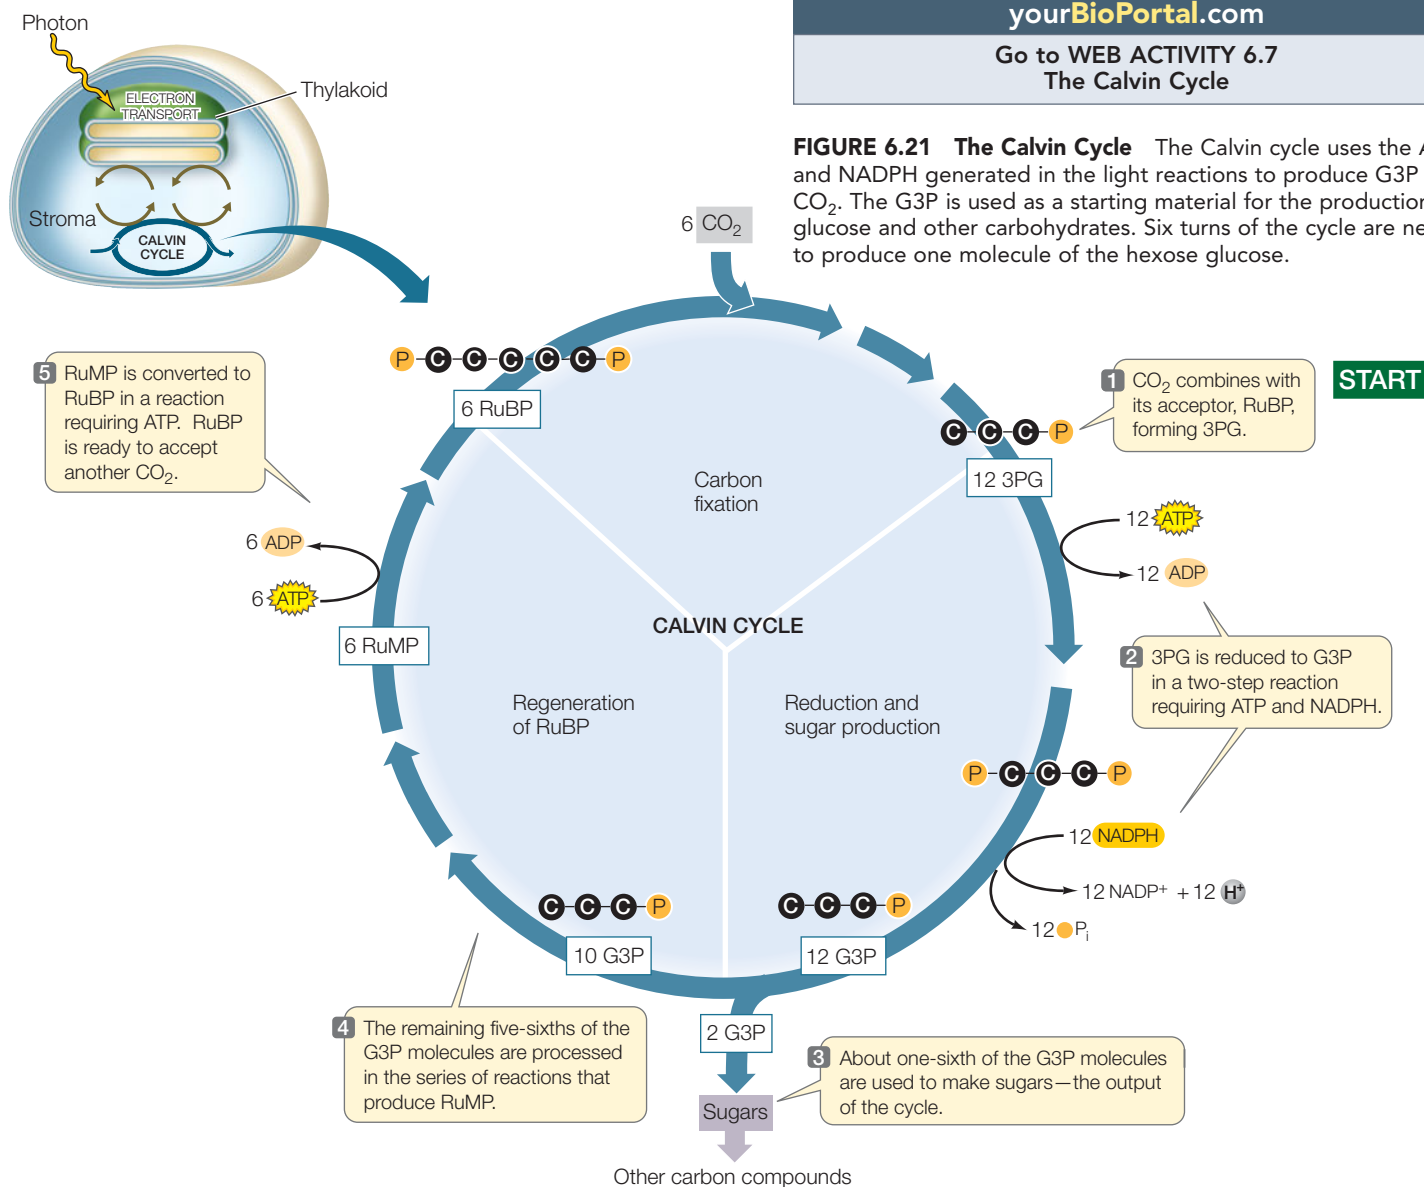 Photon
Thylakoid
ELECTRON
TRANSPORT
Stroma
CALVIN
CYCLE
yourBioPortal.com
Go to WEB ACTIVITY 6.7
The Calvin Cycle
FIGURE 6.21 The Calvin Cycle The Calvin cycle uses the
and NADPH generated in the light reactions to produce G3P
CO2. The G3P is used as a starting material for the production
glucose and other carbohydrates. Six turns of the cycle are
to produce one molecule of the hexose glucose.
6 CO2
P C C C C C P
6 RuBP
5 RuMP is converted to
RuBP in a reaction
requiring ATP. RuBP
is ready to accept
another CO2.
START
1 CO2 combines with
its acceptor, RuBP,
forming 3PG.
C C C P
12 3PG
Carbon
fixation
12 ATP
12 ADP
6 ADP
6 ATP
6 RuMP
CALVIN CYCLE
2 3PG is reduced to G3P
in a two-step reaction
requiring ATP and NADPH.
Regeneration
of RuBP
Reduction and
sugar production
P C C C P
12 NADPH
12 NADP+ + 12 H+
12 Pi
C C C P
10 G3P
C C C P
12 G3P
4 The remaining five-sixths of the
G3P molecules are processed
in the series of reactions that
produce RuMP.
2 G3P
3 About one-sixth of the G3P molecules
are used to make sugars—the output
of the cycle.
Sugars
Other carbon compounds